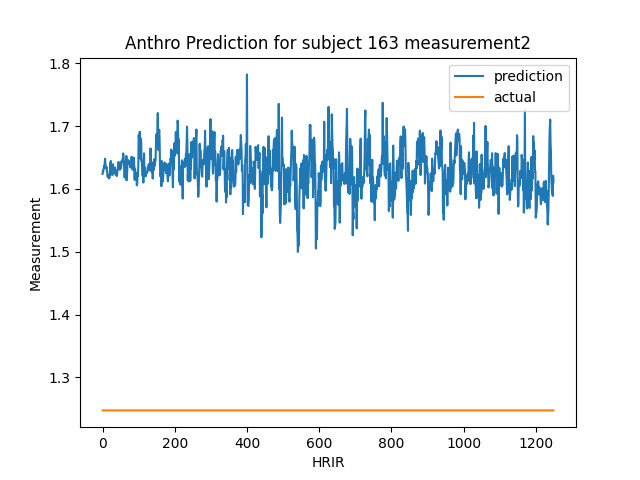 Anthro Prediction for subject 163 measurement2
prediction
actual
1.8
1.7
1.6
1.5
1.4
1.3
Measurement
0 200 400 600 800 1000 1200
HRIR